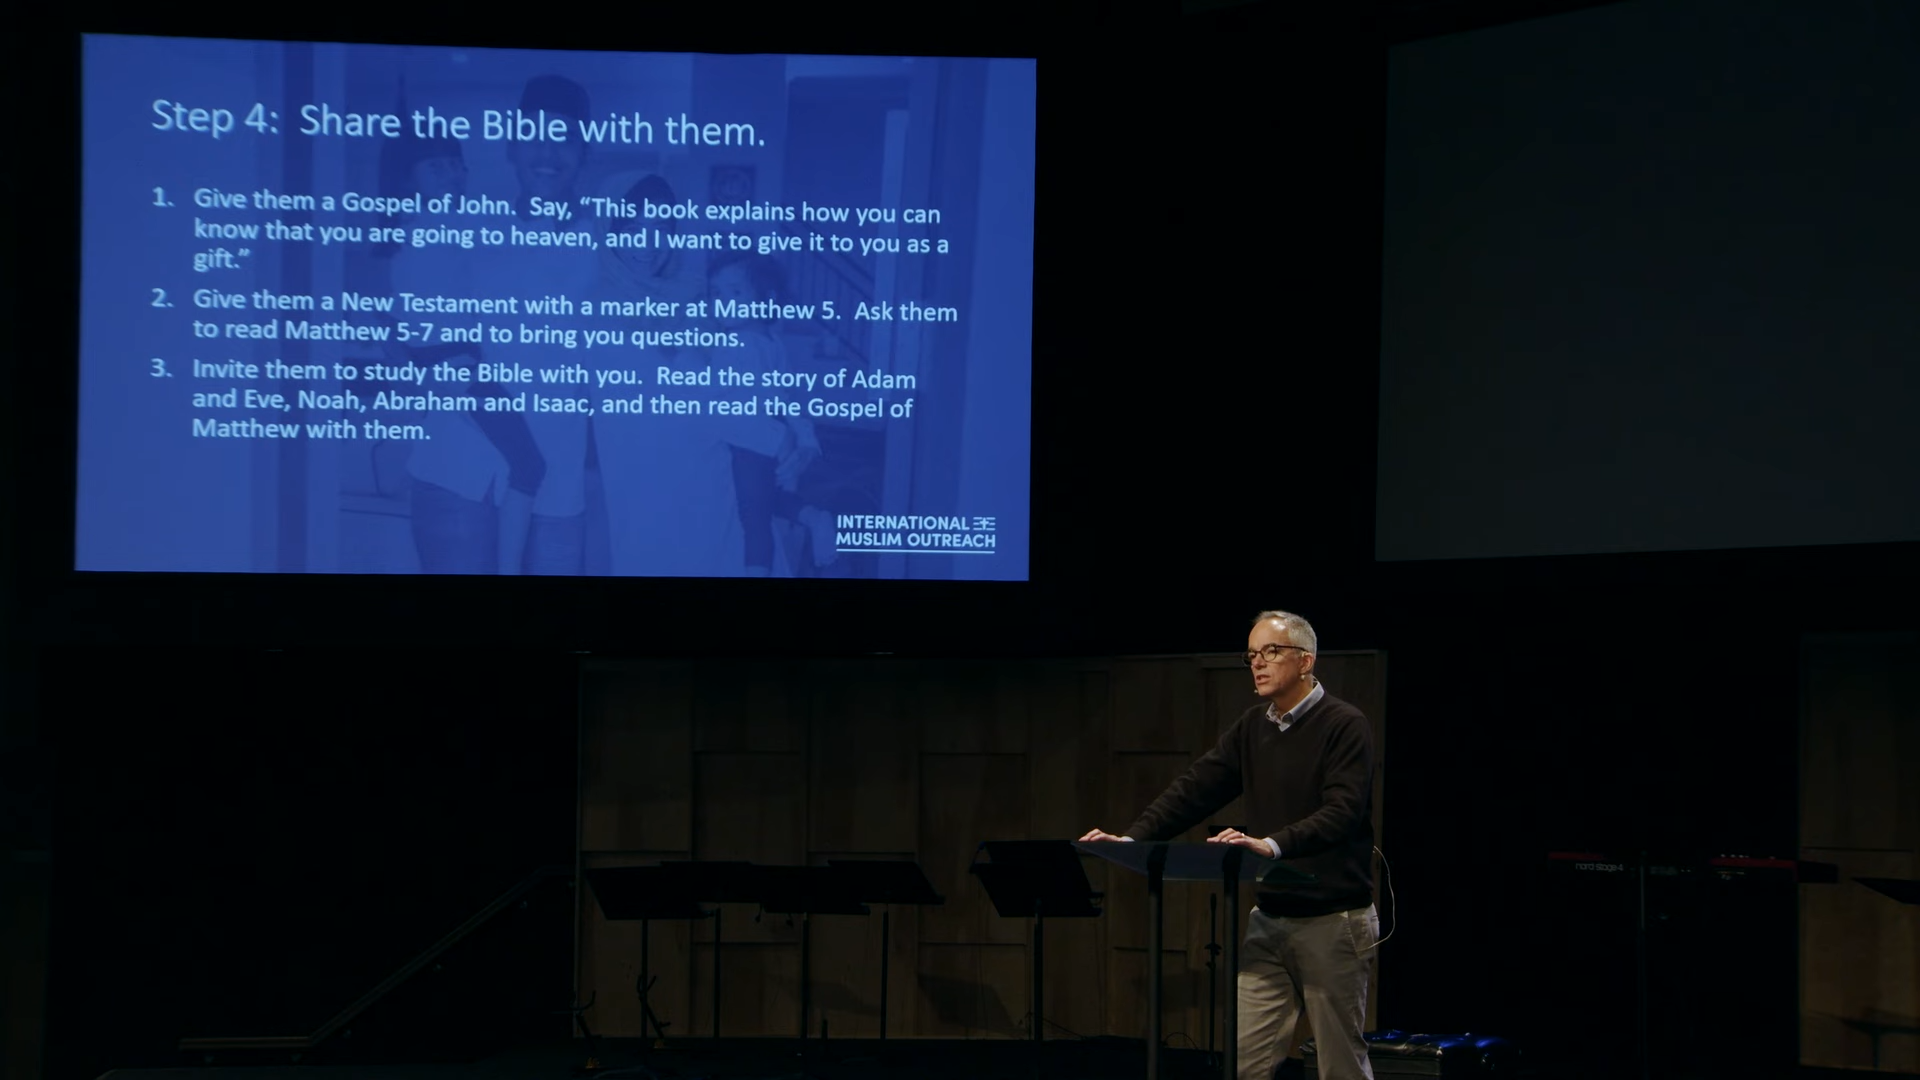 Step 4:  Share the Bible with them.
1. Give them a Gospel of John.  Say, “This book explains how you can
know that you are going to heaven, and I want to give it to you as a
gift.”
2. Give them a New Testament with a marker at Matthew 5.  Ask them
to read Matthew 5-7 and to bring you questions.
3. Invite them to study the Bible with you.  Read the story of Adam
and Eve, Noah, Abraham and Isaac, and then read the Gospel of
Matthew with them.
INTERNATIONAL
MUSLIM OUTREACH
nord stage 4